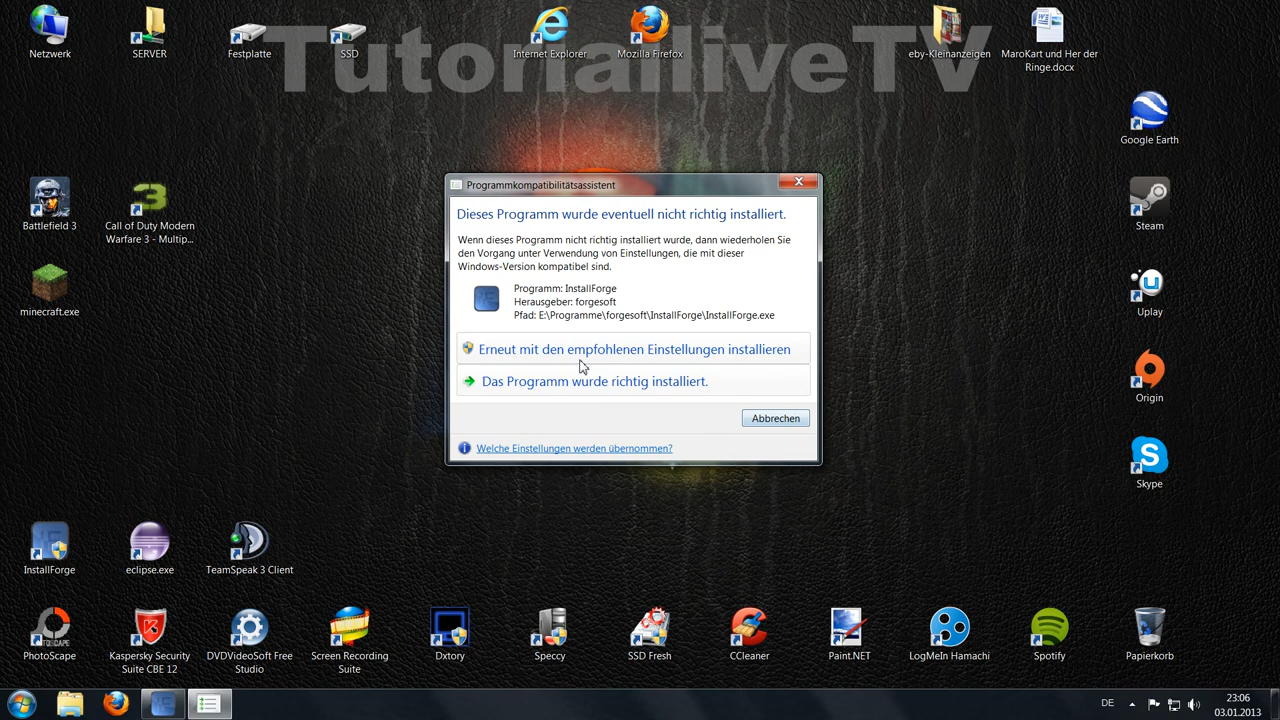 TutorialliveTV
Netzwerk
SERVER
Festplatte
SSD
Internet Explorer
Mozilla Firefox
eby-Kleinanzeigen
MaroKart und Her der
Ringe.docx
Google Earth
Battlefield 3
Call of Duty Modern
Warfare 3 - Multip...
Steam
minecraft.exe
Uplay
Origin
Skype
Programmkompatibilitätsassistent
Dieses Programm wurde eventuell nicht richtig installiert.
Wenn dieses Programm nicht richtig installiert wurde, dann wiederholen Sie
den Vorgang unter Verwendung von Einstellungen, die mit dieser
Windows-Version kompatibel sind.
Programm: InstallForge
Herausgeber: forgesoft
Pfad: E:\Programme\forgesoft\InstallForge\InstallForge.exe
Erneut mit den empfohlenen Einstellungen installieren
Das Programm wurde richtig installiert.
Abbrechen
Welche Einstellungen werden übernommen?
InstallForge
eclipse.exe
TeamSpeak 3 Client
PhotoScape
Kaspersky Security
CBE 12
DVDVideoSoft Free
Studio
Screen Recording
Suite
Dxtory
Speccy
SSD Fresh
CCleaner
Paint.NET
LogMeIn Hamachi
Spotify
Papierkorb
DE
23:06
03.01.2013